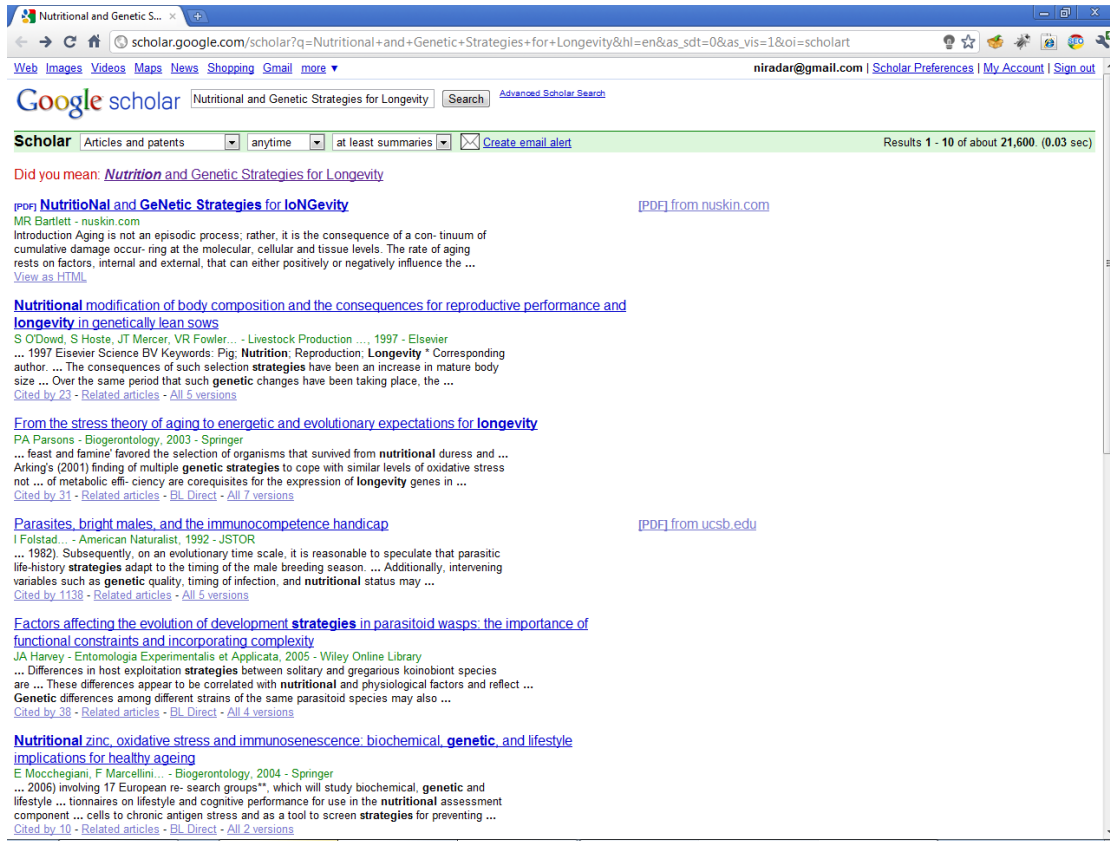 Nutritional and Genetic S...
scholar.google.com/scholar?q=Nutritional+and+Genetic+Strategies+for+Longevity&hl=en&as_sdt=0&as_vis=1&oi=scholart
Web Images Videos Maps News Shopping Gmail more ▼ niradar@gmail.com | Scholar Preferences | My Account | Sign out
Google scholar Nutritional and Genetic Strategies for Longevity Search Advanced Scholar Search
Scholar Articles and patents anytime at least summaries Create email alert Results 1 - 10 of about 21,600. (0.03 sec)
Did you mean: Nutrition and Genetic Strategies for Longevity
[PDF] NutritioNal and GeNetic Strategies for loNGevity [PDF] from nuskin.com
MR Bartlett - nuskin.com
Introduction Aging is not an episodic process; rather, it is the consequence of a con- tinuum of
cumulative damage occur- ring at the molecular, cellular and tissue levels. The rate of aging
rests on factors, internal and external, that can either positively or negatively influence the ...
View as HTML
Nutritional modification of body composition and the consequences for reproductive performance and
longevity in genetically lean sows
S O'Dowd, S Hoste, JT Mercer, VR Fowler... - Livestock Production ..., 1997 - Elsevier
... 1997 Eisevier Science BV Keywords: Pig; Nutrition; Reproduction; Longevity * Corresponding
author. ... The consequences of such selection strategies have been an increase in mature body
size ... Over the same period that such genetic changes have been taking place, the ...
Cited by 23 - Related articles - All 5 versions
From the stress theory of aging to energetic and evolutionary expectations for longevity
PA Parsons - Biogerontology, 2003 - Springer
... feast and famine' favored the selection of organisms that survived from nutritional duress and ...
Arking's (2001) finding of multiple genetic strategies to cope with similar levels of oxidative stress
not ... of metabolic effi- ciency are corequisites for the expression of longevity genes in ...
Cited by 31 - Related articles - BL Direct - All 7 versions
Parasites, bright males, and the immunocompetence handicap [PDF] from ucsb.edu
I Folstad... - American Naturalist, 1992 - JSTOR
... 1982). Subsequently, on an evolutionary time scale, it is reasonable to speculate that parasitic
life-history strategies adapt to the timing of the male breeding season. ... Additionally, intervening
variables such as genetic quality, timing of infection, and nutritional status may ...
Cited by 1138 - Related articles - All 5 versions
Factors affecting the evolution of development strategies in parasitoid wasps: the importance of
functional constraints and incorporating complexity
JA Harvey - Entomologia Experimentalis et Applicata, 2005 - Wiley Online Library
... Differences in host exploitation strategies between solitary and gregarious koinobiont species
are ... These differences appear to be correlated with nutritional and physiological factors and reflect ...
Genetic differences among different strains of the same parasitoid species may also ...
Cited by 38 - Related articles - BL Direct - All 4 versions
Nutritional zinc, oxidative stress and immunosenescence: biochemical, genetic, and lifestyle
implications for healthy ageing
E Mocchegiani, F Marcellini... - Biogerontology, 2004 - Springer
... 2006) involving 17 European re- search groups**, which will study biochemical, genetic and
lifestyle ... tionnaires on lifestyle and cognitive performance for use in the nutritional assessment
component ... cells to chronic antigen stress and as a tool to screen strategies for preventing ...
Cited by 10 - Related articles - All 2 versions